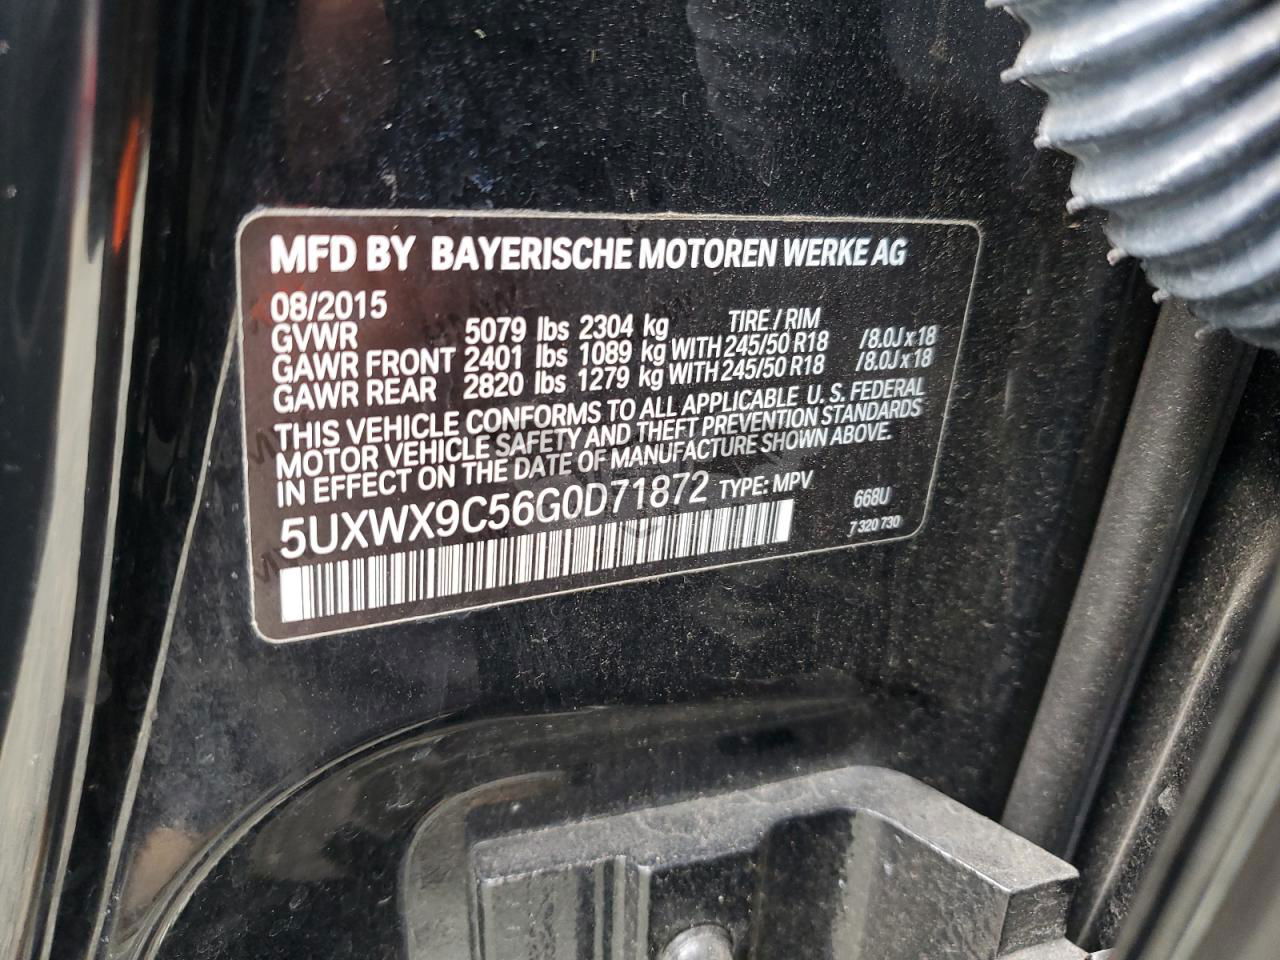 MFD BY BAYERISCHE MOTOREN WERKE AG
08/2015
GVWR 5079 lbs 2304 kg TIRE / RIM
GAWR FRONT 2401 lbs 1089 kg WITH 245/50 R18 /8.0J x 18
GAWR REAR 2820 lbs 1279 kg WITH 245/50 R18 /8.0J x 18
THIS VEHICLE CONFORMS TO ALL APPLICABLE U. S. FEDERAL
MOTOR VEHICLE SAFETY AND THEFT PREVENTION STANDARDS
IN EFFECT ON THE DATE OF MANUFACTURE SHOWN ABOVE.
5UXWX9C56G0D71872 TYPE: MPV 668U
7 320 730